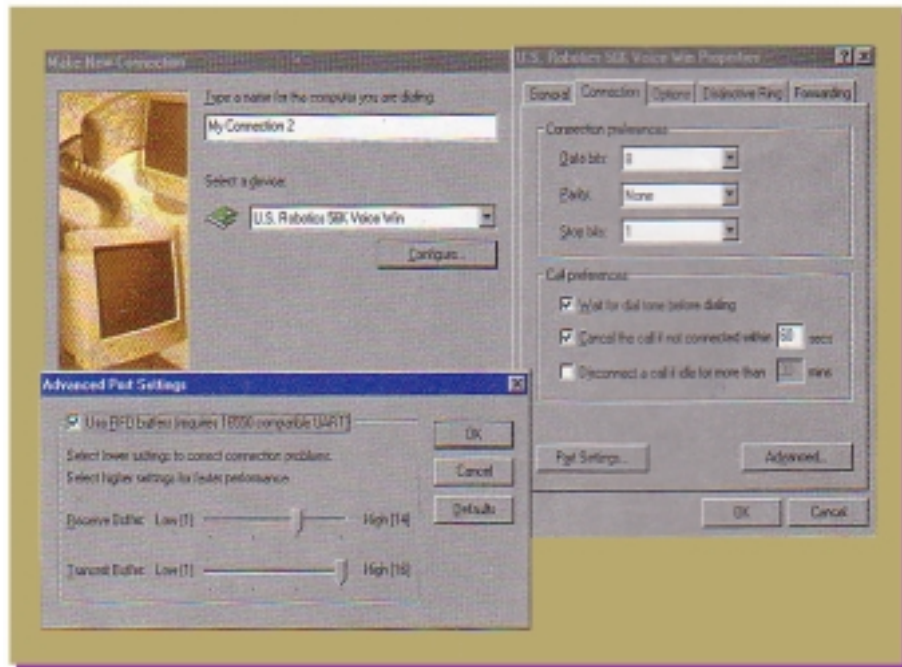 Make New Connection
Type a name for the computer you are dialing:
My Connection 2
Select a device:
U.S. Robotics 56K Voice Win
Configure...
U.S. Robotics 56K Voice Win Properties
General Connection Options Distinctive Ring Forwarding
Connection preferences
Data bits: 8
Parity: None
Stop bits: 1
Call preferences
Wait for dial tone before dialing
Cancel the call if not connected within 60 secs
Disconnect a call if idle for more than mins
Port Settings...
Advanced...
OK Cancel
Advanced Port Settings
Use FIFO buffers (requires 16550 compatible UART)
Select lower settings to correct connection problems.
Select higher settings for faster performance.
Receive Buffer: Low (1) High (14)
Transmit Buffer: Low (1) High (16)
OK
Cancel
Defaults